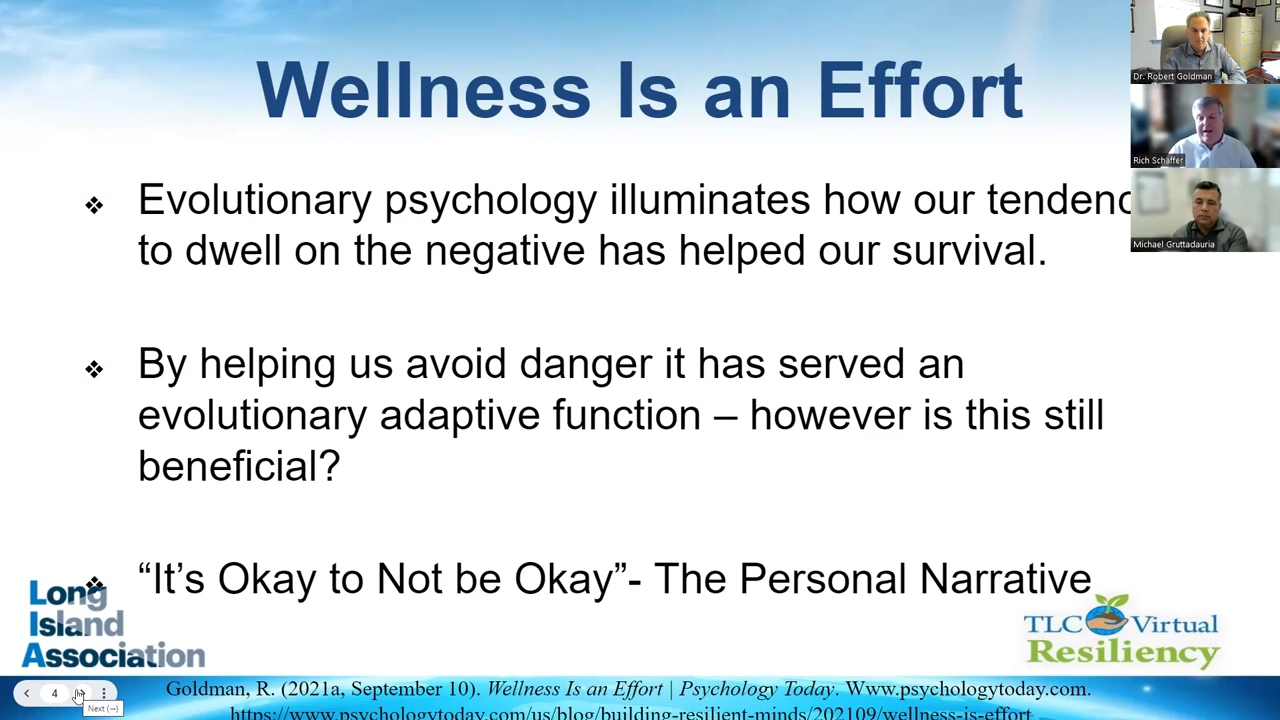 Wellness Is an Effort
Dr. Robert Goldman
Rich Schaffer
Michael Gruttadauria
❖ Evolutionary psychology illuminates how our tendenc
to dwell on the negative has helped our survival.
❖ By helping us avoid danger it has served an
evolutionary adaptive function – however is this still
beneficial?
❖ “It’s Okay to Not be Okay”- The Personal Narrative
Long
Island
Association
TLC Virtual
Resiliency
4
Next (→)
Goldman, R. (2021a, September 10). Wellness Is an Effort | Psychology Today. Www.psychologytoday.com.
https://www.psychologytoday.com/us/blog/building-resilient-minds/202109/wellness-is-effort